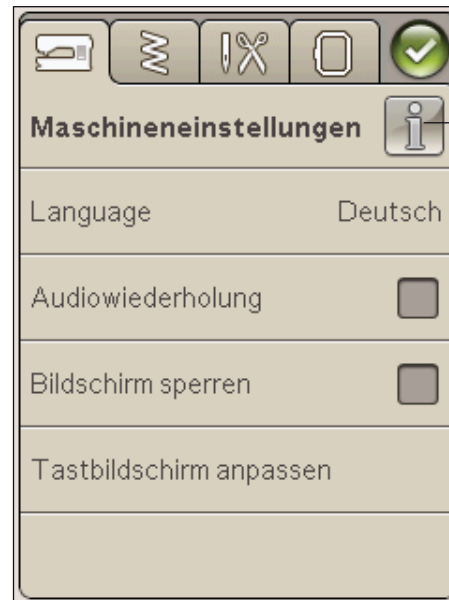 Maschineneinstellungen
Language Deutsch
Audiowiederholung
Bildschirm sperren
Tastbildschirm anpassen